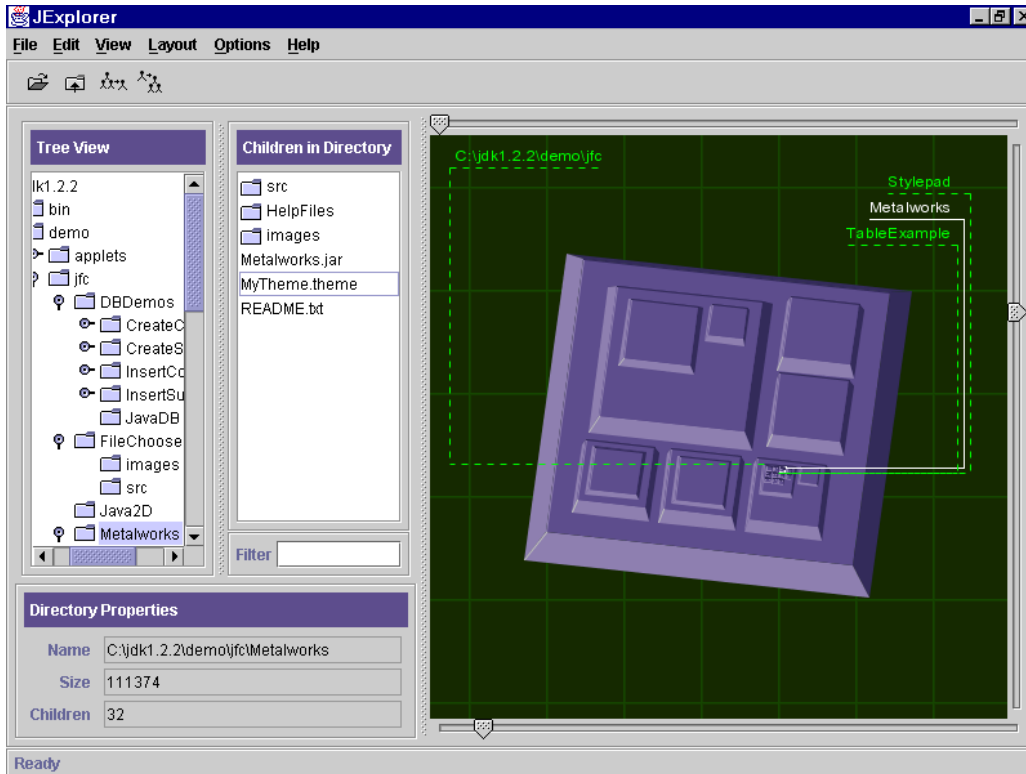 JExplorer
File Edit View Layout Options Help
Tree View
lk1.2.2
bin
demo
applets
jfc
DBDemos
CreateC
CreateS
InsertCo
InsertSu
JavaDB
FileChoose
images
src
Java2D
Metalworks
Children in Directory
src
HelpFiles
images
Metalworks.jar
MyTheme.theme
README.txt
Filter
C:\jdk1.2.2\demo\jfc
Stylepad
Metalworks
TableExample
Directory Properties
Name C:\jdk1.2.2\demo\jfc\Metalworks
Size 111374
Children 32
Ready